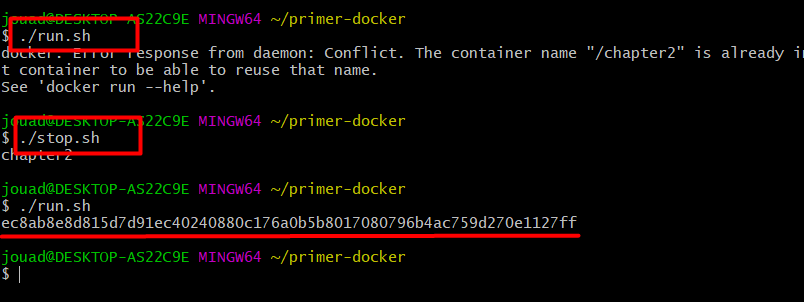 jouad@DESKTOP-AS22C9E MINGW64 ~/primer-docker
$ ./run.sh
docker: Error response from daemon: Conflict. The container name "/chapter2" is already in
t container to be able to reuse that name.
See 'docker run --help'.
jouad@DESKTOP-AS22C9E MINGW64 ~/primer-docker
$ ./stop.sh
chapter2
jouad@DESKTOP-AS22C9E MINGW64 ~/primer-docker
$ ./run.sh
ec8ab8e8d815d7d91ec40240880c176a0b5b8017080796b4ac759d270e1127ff
jouad@DESKTOP-AS22C9E MINGW64 ~/primer-docker
$